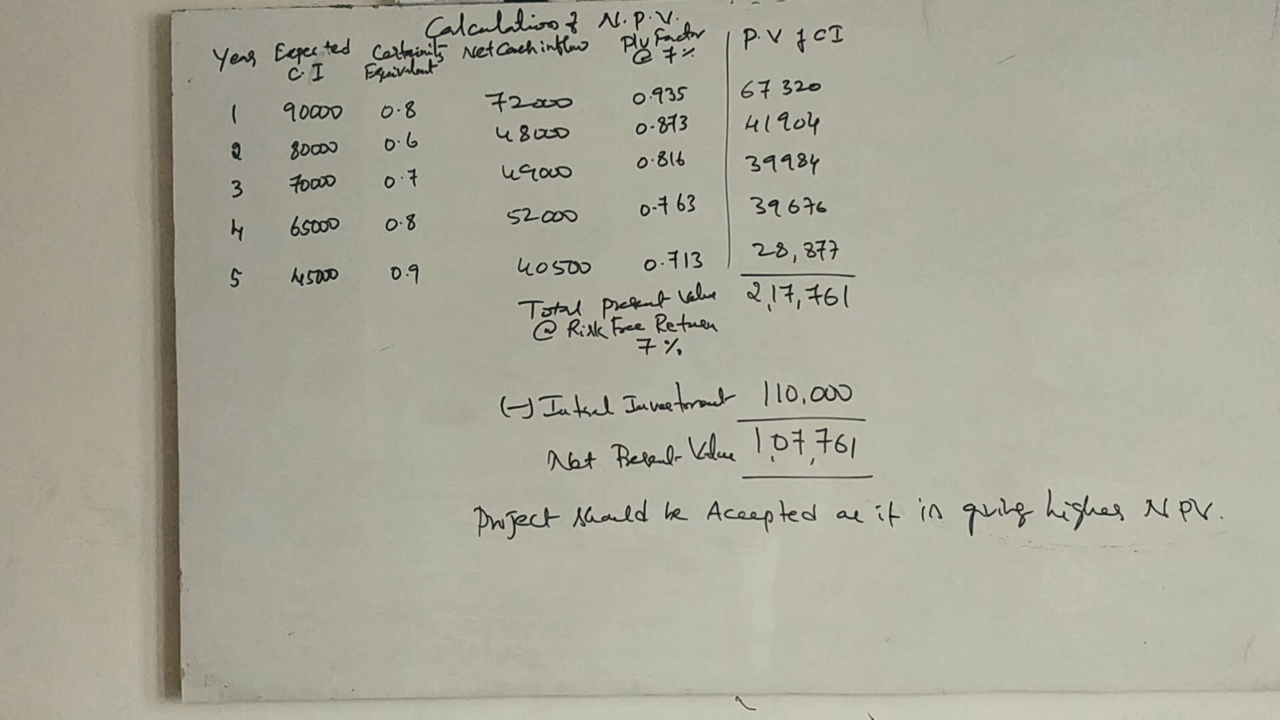 Calculation of N.P.V.
Year Expected C.I Certainity Equivalent Net Cash inflow P/v Factor @ 7% P.V of CI
1 90000 0.8 72000 0.935 67320
2 80000 0.6 48000 0.873 41904
3 70000 0.7 49000 0.816 39984
4 65000 0.8 52000 0.763 39676
5 45000 0.9 40500 0.713 28,877
Total Present Value 2,17,761
@ Risk Free Return
7%
(-) Initial Investment 110,000
Net Present Value 1,07,761
Project should be Accepted as it is giving higher NPV.